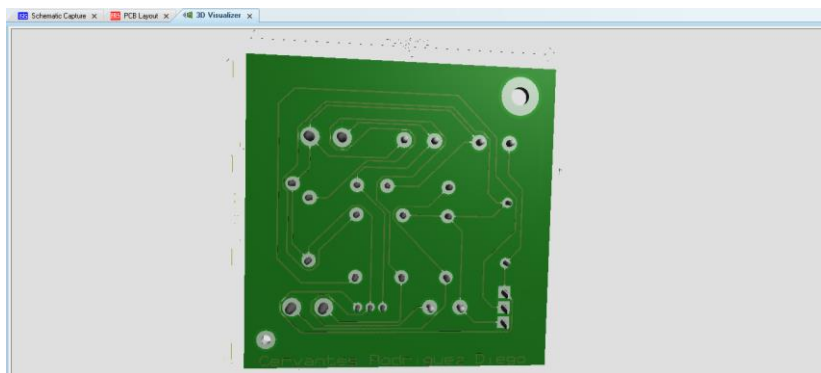 Schematic Capture
PCB Layout
3D Visualizer
Cervantes Rodriguez Diego